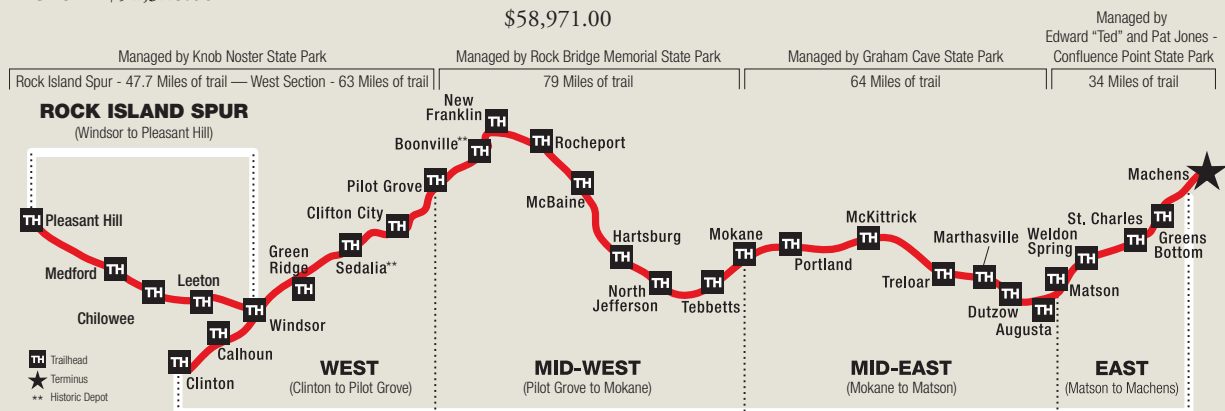 $58,971.00
Managed by Knob Noster State Park
Managed by Rock Bridge Memorial State Park
Managed by Graham Cave State Park
Managed by
Edward “Ted” and Pat Jones -
Confluence Point State Park
Rock Island Spur - 47.7 Miles of trail — West Section - 63 Miles of trail
79 Miles of trail
64 Miles of trail
34 Miles of trail
ROCK ISLAND SPUR
(Windsor to Pleasant Hill)
TH Pleasant Hill
Medford TH
Chilowee TH
Leeton
TH
TH
Windsor
TH
Calhoun
TH
Clinton
Green
Ridge
TH
TH
Sedalia**
Clifton City
TH
Pilot Grove TH
Boonville**
TH
New
Franklin
TH
TH
Rocheport
TH
McBaine
Hartsburg
TH
TH
North
Jefferson
TH
Tebbetts
Mokane
TH
TH
Portland
McKittrick
TH
Treloar TH
Marthasville
TH
TH
Dutzow
TH
Augusta
TH
Matson
Weldon
Spring
TH
St. Charles
TH
TH
Greens
Bottom
Machens
TH Trailhead
Terminus
** Historic Depot
WEST
(Clinton to Pilot Grove)
MID-WEST
(Pilot Grove to Mokane)
MID-EAST
(Mokane to Matson)
EAST
(Matson to Machens)